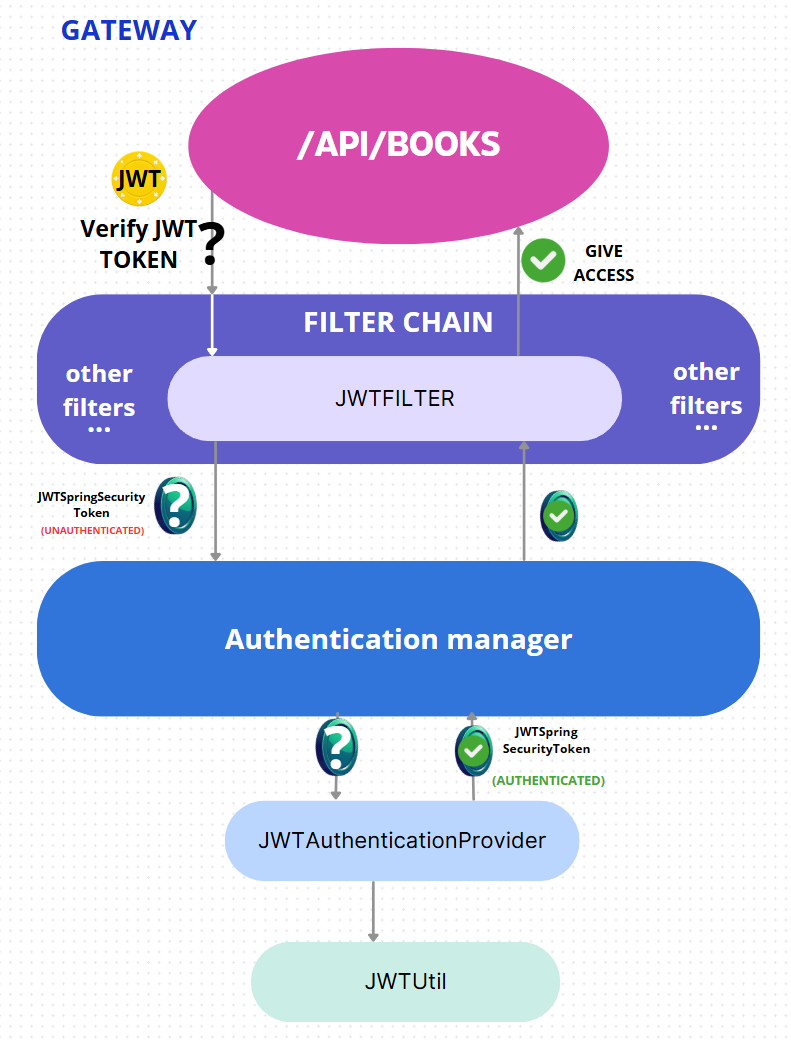 GATEWAY
/API/BOOKS
JWT
Verify JWT
TOKEN
?
GIVE
ACCESS
FILTER CHAIN
other
filters
...
JWTFILTER
other
filters
...
JWTSpringSecurity
Token
(UNAUTHENTICATED)
?
Authentication manager
?
JWTSpring
SecurityToken
(AUTHENTICATED)
JWTAuthenticationProvider
JWTUtil